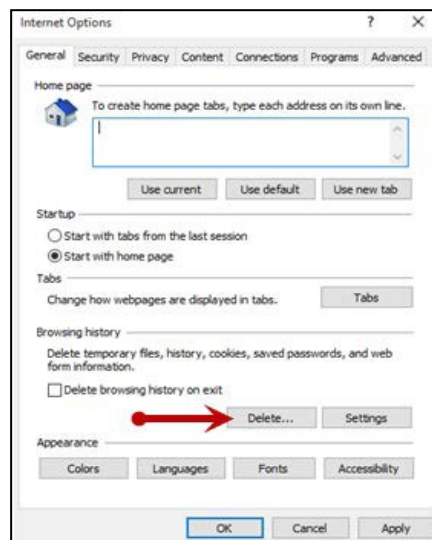 Internet Options ?
General Security Privacy Content Connections Programs Advanced
Home page
To create home page tabs, type each address on its own line.
Use current Use default Use new tab
Startup
Start with tabs from the last session
Start with home page
Tabs
Change how webpages are displayed in tabs. Tabs
Browsing history
Delete temporary files, history, cookies, saved passwords, and web
form information.
Delete browsing history on exit
Delete... Settings
Appearance
Colors Languages Fonts Accessibility
OK Cancel Apply